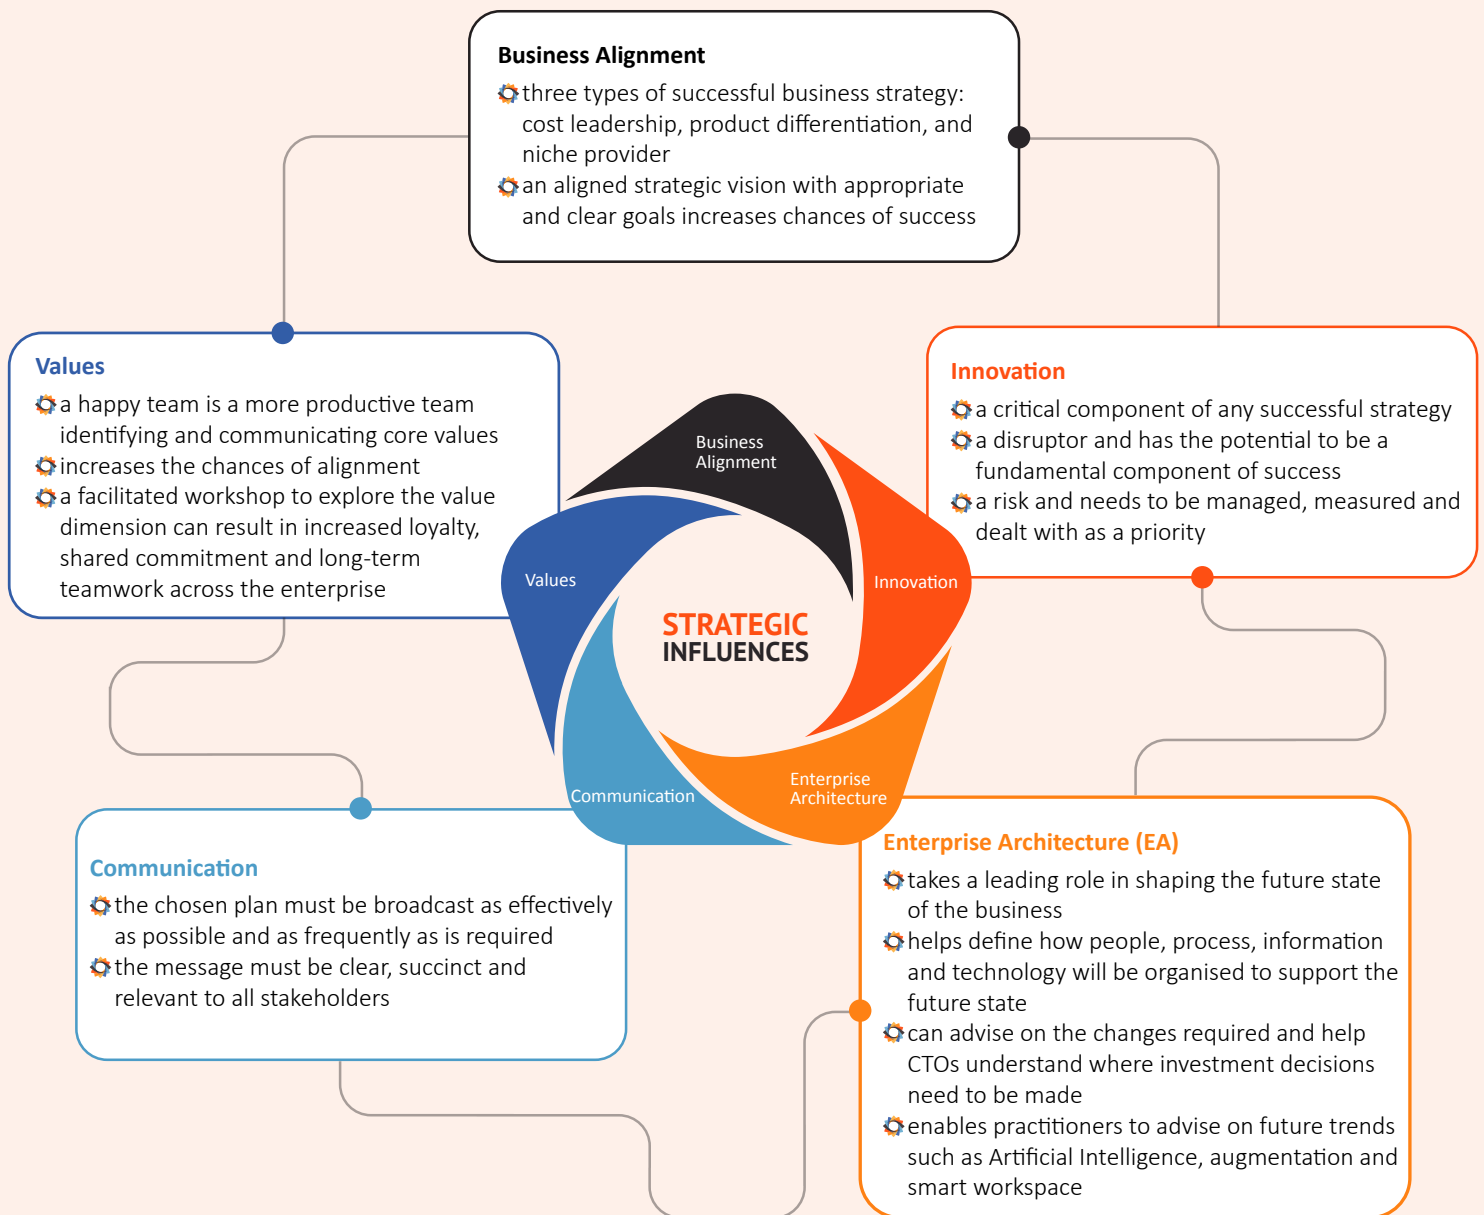 Business Alignment
three types of successful business strategy:
cost leadership, product differentiation, and
niche provider
an aligned strategic vision with appropriate
and clear goals increases chances of success
Values
a happy team is a more productive team
identifying and communicating core values
increases the chances of alignment
a facilitated workshop to explore the value
dimension can result in increased loyalty,
shared commitment and long-term
teamwork across the enterprise
Innovation
a critical component of any successful strategy
a disruptor and has the potential to be a
fundamental component of success
a risk and needs to be managed, measured and
dealt with as a priority
Business
Alignment
Values
Innovation
STRATEGIC
INFLUENCES
Communication
Enterprise
Architecture
Communication
the chosen plan must be broadcast as effectively
as possible and as frequently as is required
the message must be clear, succinct and
relevant to all stakeholders
Enterprise Architecture (EA)
takes a leading role in shaping the future state
of the business
helps define how people, process, information
and technology will be organised to support the
future state
can advise on the changes required and help
CTOs understand where investment decisions
need to be made
enables practitioners to advise on future trends
such as Artificial Intelligence, augmentation and
smart workspace